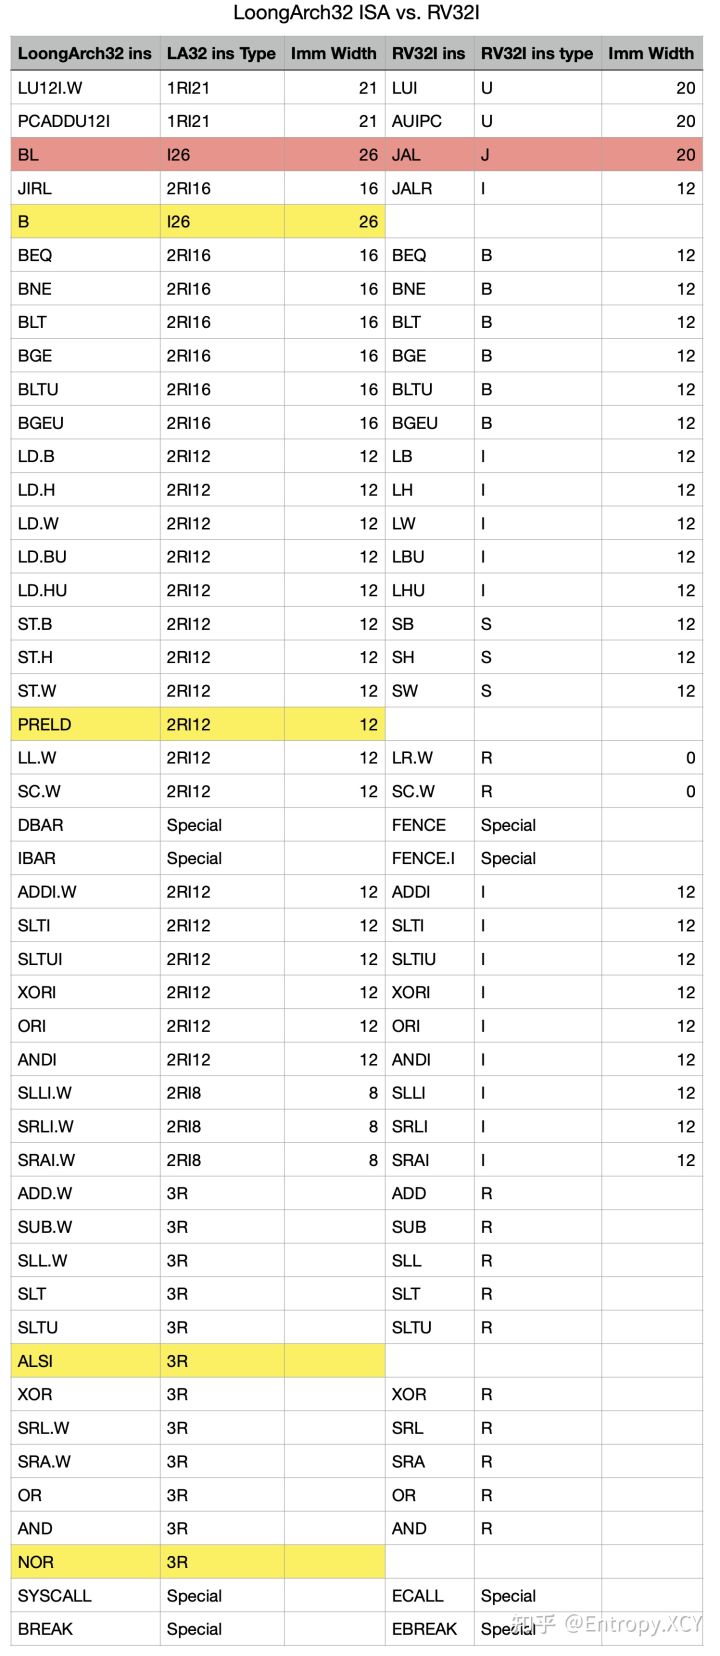 LoongArch32 ISA vs. RV32I
LoongArch32 ins LA32 ins Type Imm Width RV32I ins RV32I ins type Imm Width
LU12I.W 1RI21 21 LUI U 20
PCADDU12I 1RI21 21 AUIPC U 20
BL I26 26 JAL J 20
JIRL 2RI16 16 JALR I 12
B I26 26
BEQ 2RI16 16 BEQ B 12
BNE 2RI16 16 BNE B 12
BLT 2RI16 16 BLT B 12
BGE 2RI16 16 BGE B 12
BLTU 2RI16 16 BLTU B 12
BGEU 2RI16 16 BGEU B 12
LD.B 2RI12 12 LB I 12
LD.H 2RI12 12 LH I 12
LD.W 2RI12 12 LW I 12
LD.BU 2RI12 12 LBU I 12
LD.HU 2RI12 12 LHU I 12
ST.B 2RI12 12 SB S 12
ST.H 2RI12 12 SH S 12
ST.W 2RI12 12 SW S 12
PRELD 2RI12 12
LL.W 2RI12 12 LR.W R 0
SC.W 2RI12 12 SC.W R 0
DBAR Special FENCE Special
IBAR Special FENCE.I Special
ADDI.W 2RI12 12 ADDI I 12
SLTI 2RI12 12 SLTI I 12
SLTUI 2RI12 12 SLTIU I 12
XORI 2RI12 12 XORI I 12
ORI 2RI12 12 ORI I 12
ANDI 2RI12 12 ANDI I 12
SLLI.W 2RI8 8 SLLI I 12
SRLI.W 2RI8 8 SRLI I 12
SRAI.W 2RI8 8 SRAI I 12
ADD.W 3R ADD R
SUB.W 3R SUB R
SLL.W 3R SLL R
SLT 3R SLT R
SLTU 3R SLTU R
ALSI 3R
XOR 3R XOR R
SRL.W 3R SRL R
SRA.W 3R SRA R
OR 3R OR R
AND 3R AND R
NOR 3R
SYSCALL Special ECALL Special
BREAK Special EBREAK Special
知乎 @Entropy.XCY